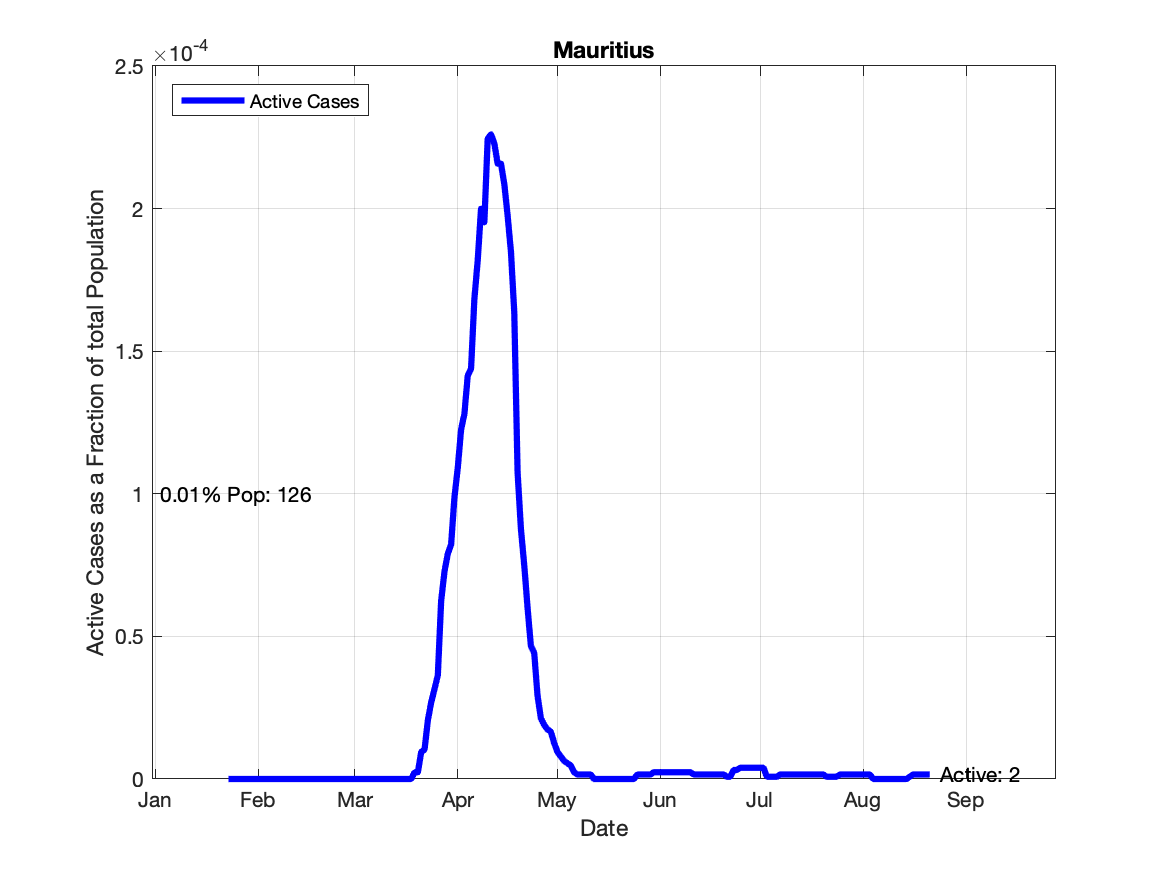 Mauritius
×10-4
Active Cases
2.5
2
1.5
1
0.5
0
0.01% Pop: 126
Active: 2
Jan Feb Mar Apr May Jun Jul Aug Sep
Date
Active Cases as a Fraction of total Population